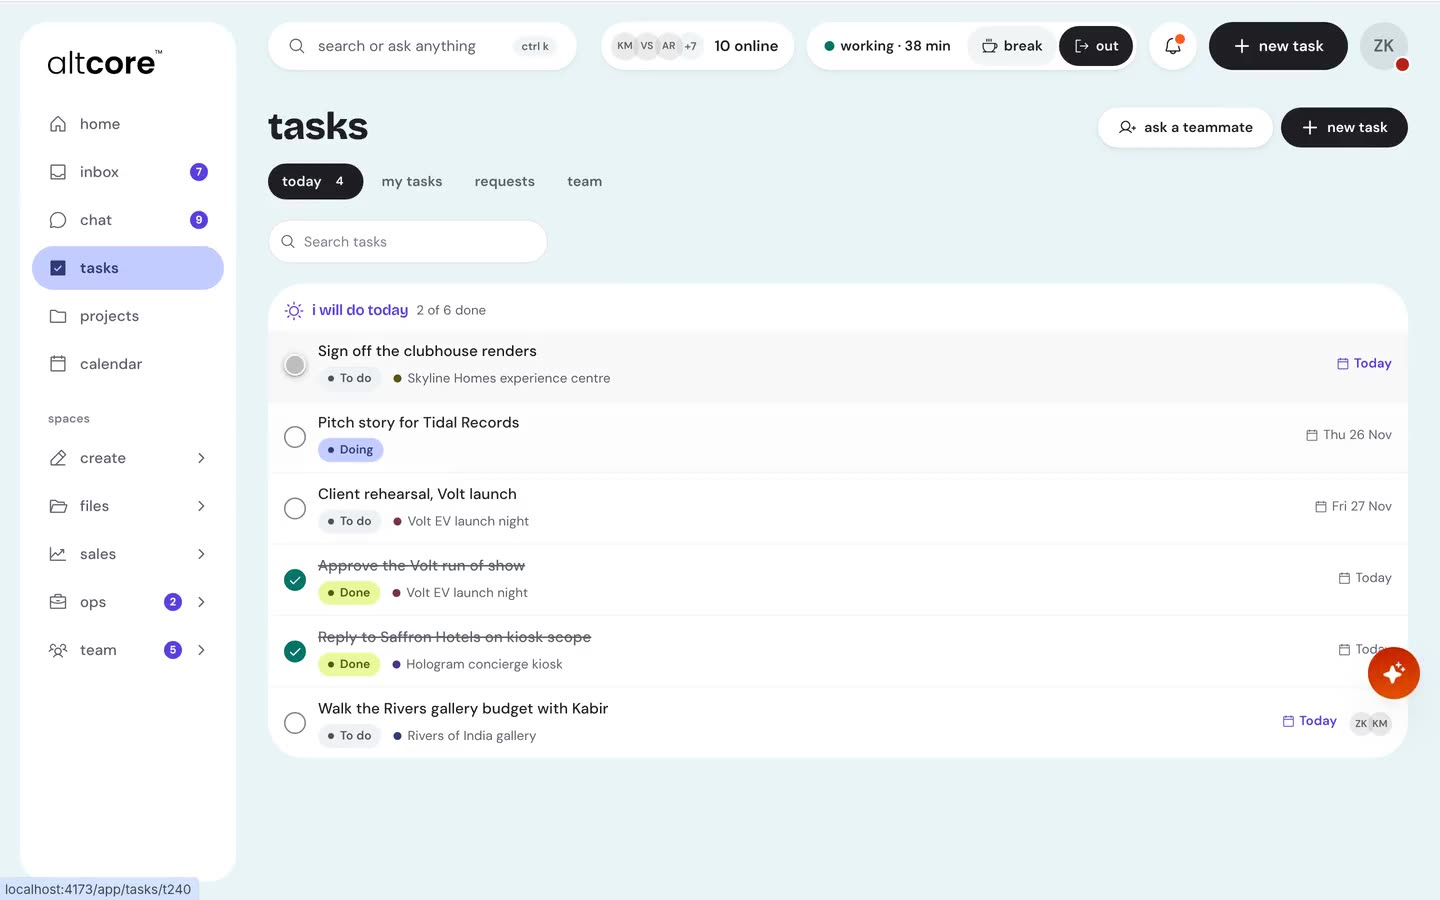 altcore™
search or ask anything
ctrl k
KM VS AR +7 10 online
working · 38 min
break
out
new task
ZK
home
inbox 7
chat 9
tasks
projects
calendar
spaces
create
files
sales
ops 2
team 5
tasks
ask a teammate
new task
today 4
my tasks
requests
team
Search tasks
i will do today 2 of 6 done
Sign off the clubhouse renders
To do Skyline Homes experience centre
Today
Pitch story for Tidal Records
Doing
Thu 26 Nov
Client rehearsal, Volt launch
To do Volt EV launch night
Fri 27 Nov
Approve the Volt run of show
Done Volt EV launch night
Today
Reply to Saffron Hotels on kiosk scope
Done Hologram concierge kiosk
Today
Walk the Rivers gallery budget with Kabir
To do Rivers of India gallery
Today ZK KM
localhost:4173/app/tasks/t240